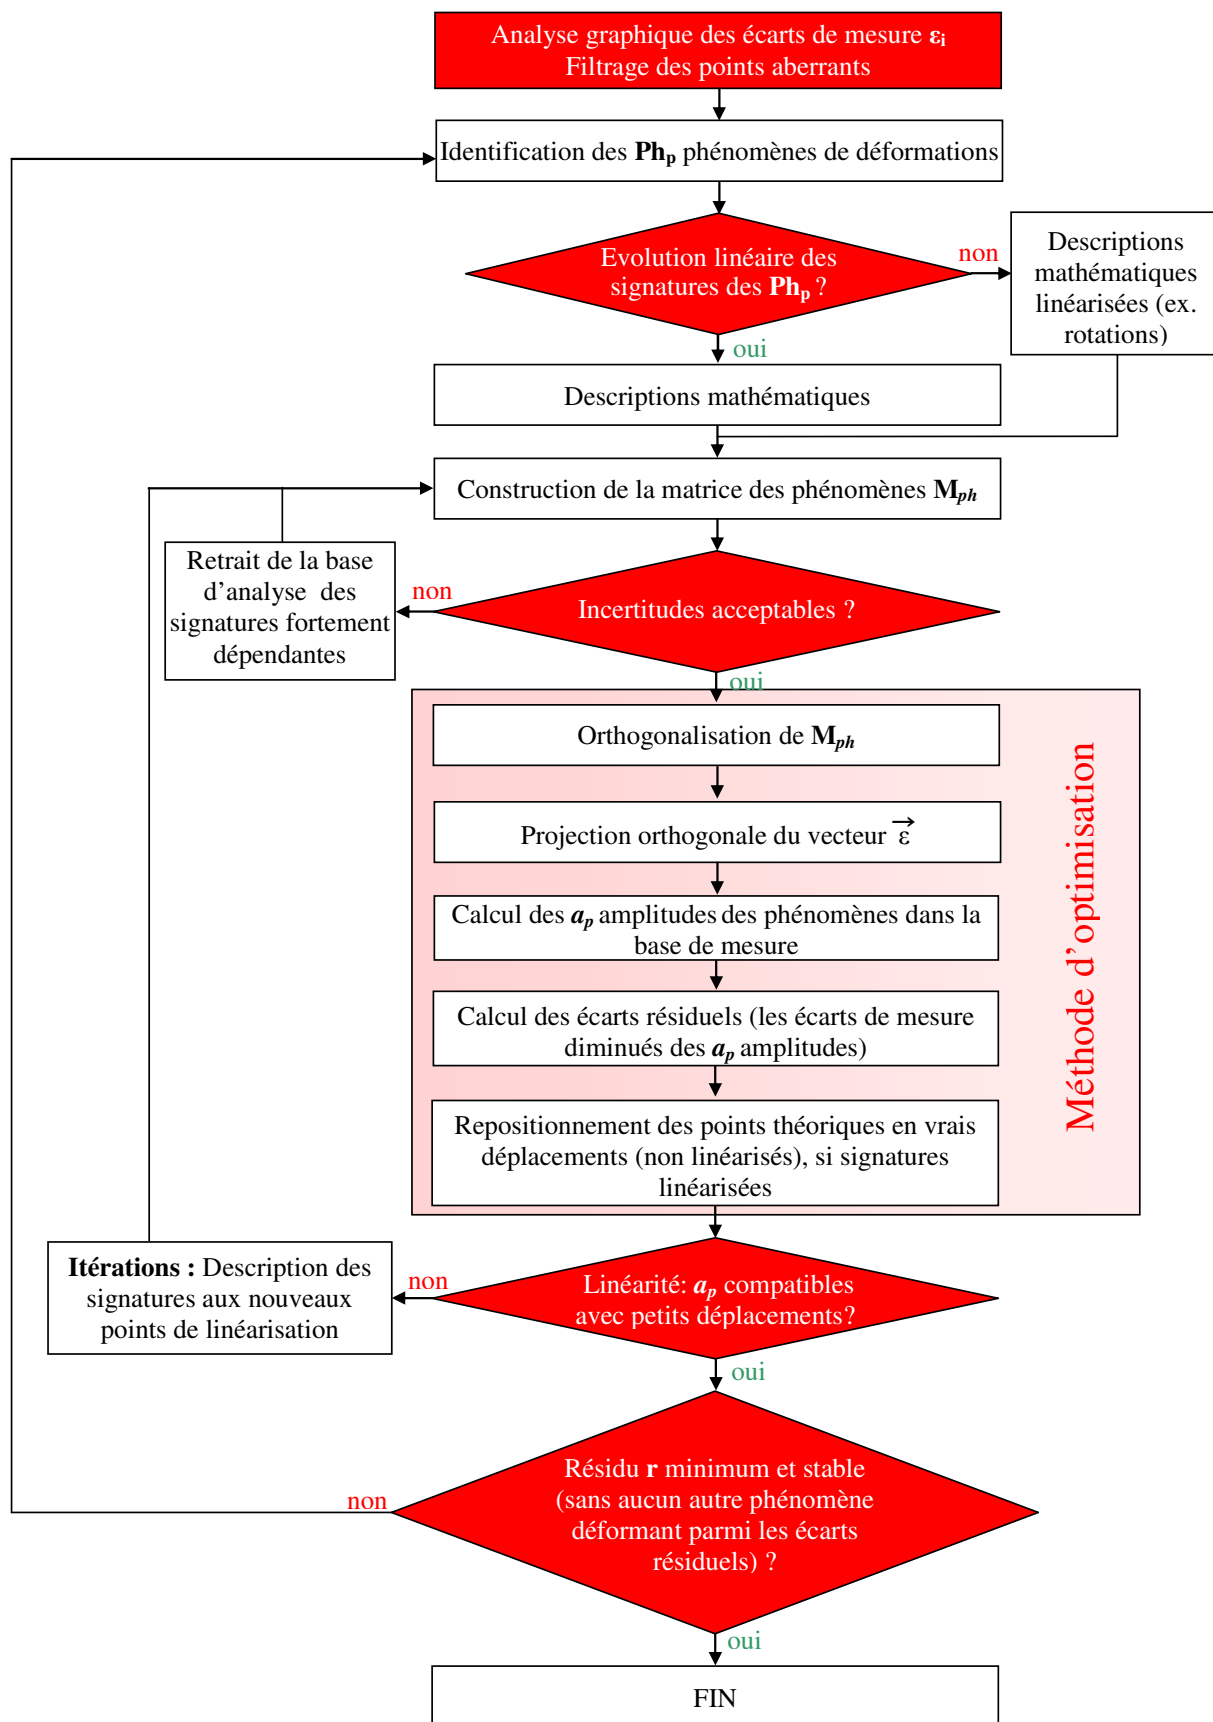 Analyse graphique des écarts de mesure εi
Filtrage des points aberrants
Identification des Php phénomènes de déformations
Evolution linéaire des
signatures des Php ?
non
Descriptions
mathématiques
linéarisées (ex.
rotations)
oui
Descriptions mathématiques
Construction de la matrice des phénomènes Mph
Retrait de la base
d’analyse des
signatures fortement
dépendantes
non
Incertitudes acceptables ?
oui
Orthogonalisation de Mph
Projection orthogonale du vecteur ε⃗
Calcul des ap amplitudes des phénomènes dans la
base de mesure
Calcul des écarts résiduels (les écarts de mesure
diminués des ap amplitudes)
Repositionnement des points théoriques en vrais
déplacements (non linéarisés), si signatures
linéarisées
Méthode d’optimisation
Itérations : Description des
signatures aux nouveaux
points de linéarisation
non
Linéarité: ap compatibles
avec petits déplacements?
oui
Résidu r minimum et stable
(sans aucun autre phénomène
déformant parmi les écarts
résiduels) ?
non
oui
FIN